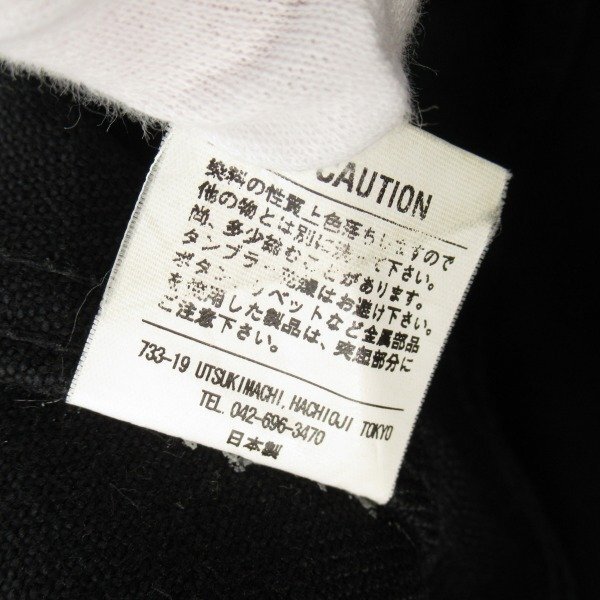 CAUTION
染料の性質上色落ちしますので
他の物とは別に洗って下さい。
尚、多少縮むことがあります。
タンブラー乾燥はお避け下さい。
ボタン、リベットなど金属部品
を使用した製品は、突起部分に
ご注意下さい。
733-19 UTSUKIMACHI, HACHIOJI TOKYO
TEL 042-696-3470
日本製